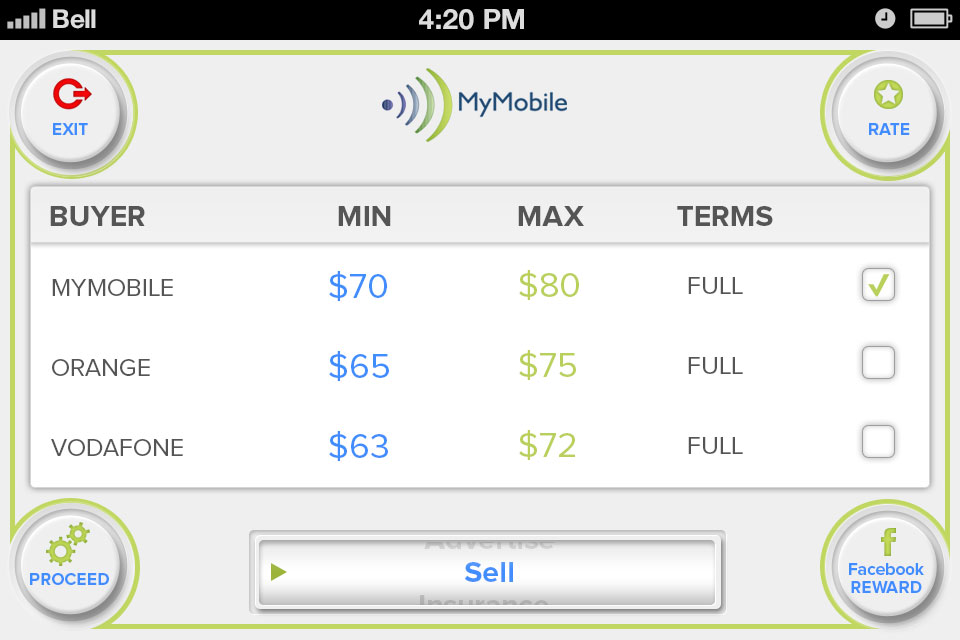 Bell 4:20 PM
MyMobile
EXIT
RATE
BUYER MIN MAX TERMS
MYMOBILE $70 $80 FULL
ORANGE $65 $75 FULL
VODAFONE $63 $72 FULL
Advertise
Sell
Insurance
PROCEED
Facebook
REWARD